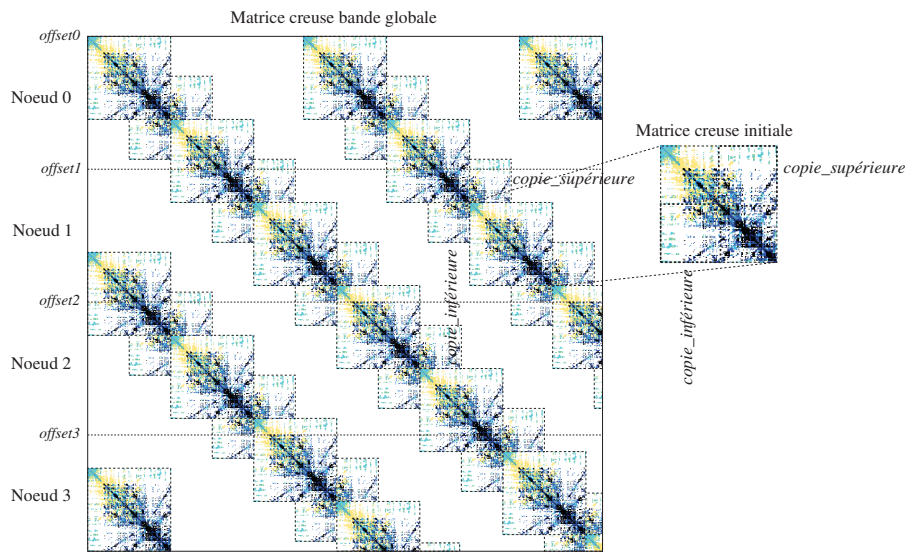 Matrice creuse bande globale
offset0
Noeud 0
Matrice creuse initiale
offset1
copie_supérieure
copie_supérieure
Noeud 1
copie_inférieure
copie_inférieure
offset2
Noeud 2
offset3
Noeud 3